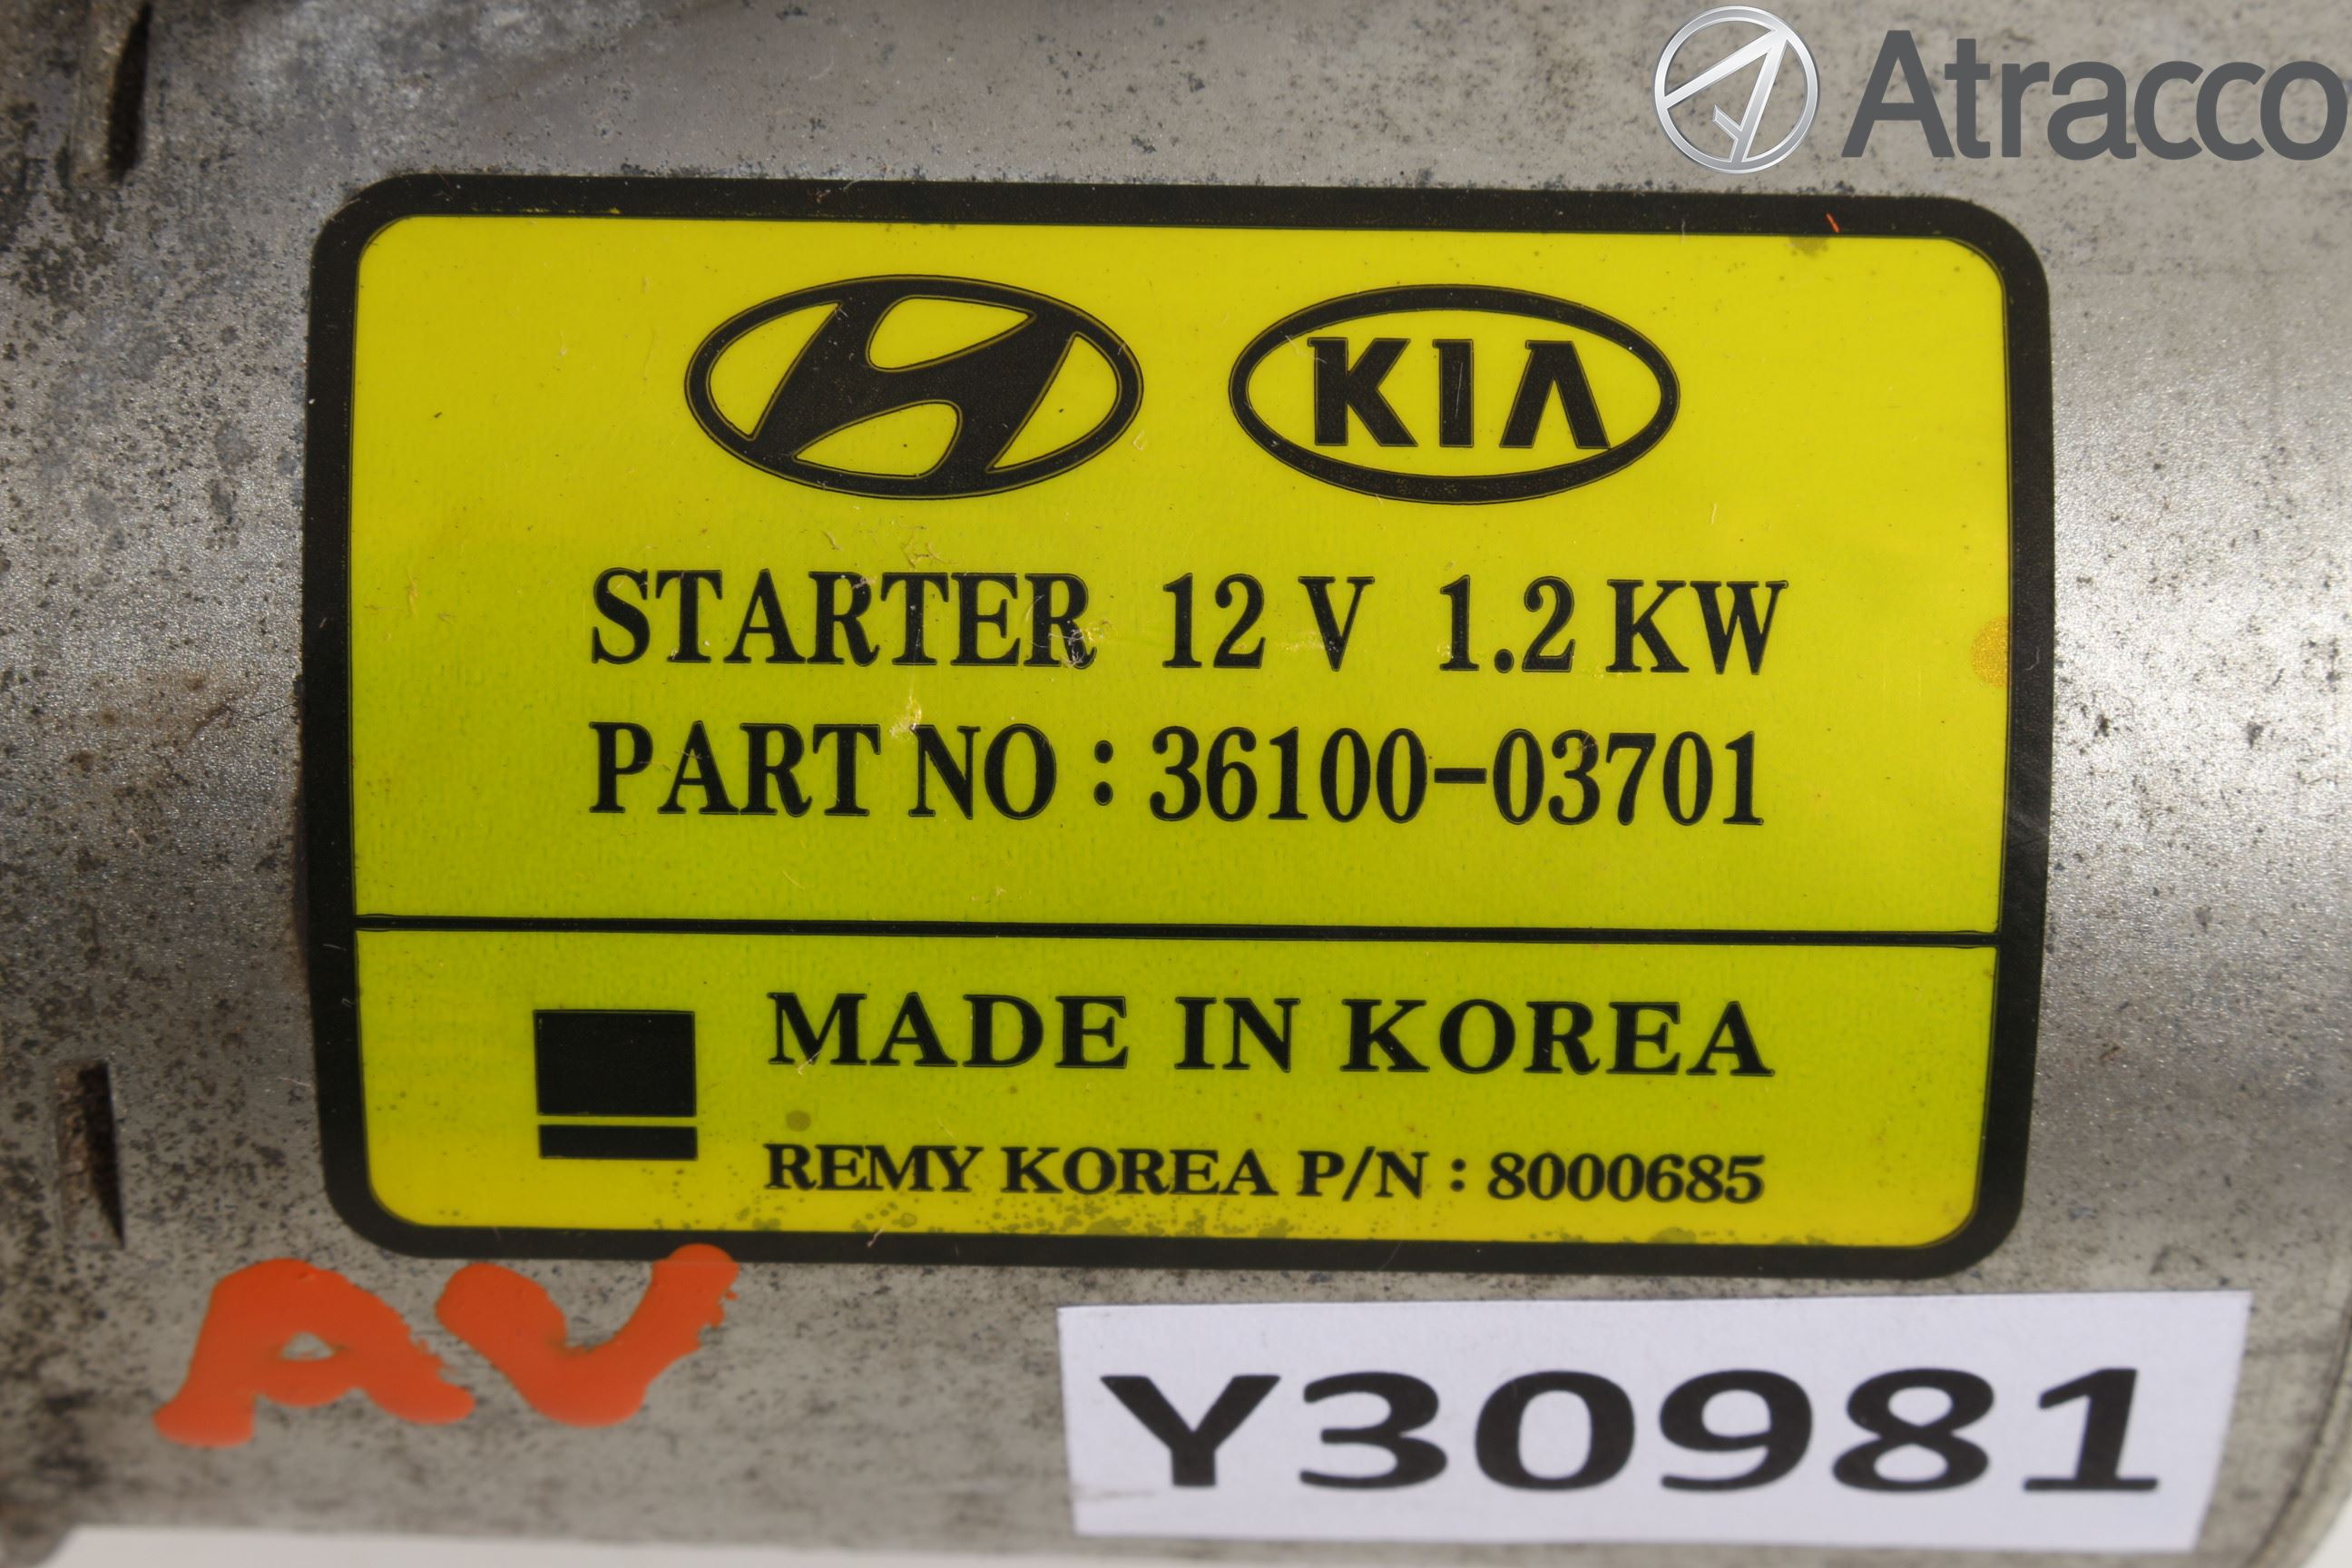 Atracco
KIA
STARTER 12 V 1.2 KW
PART NO : 36100-03701
MADE IN KOREA
REMY KOREA P/N : 8000685
AV
Y30981